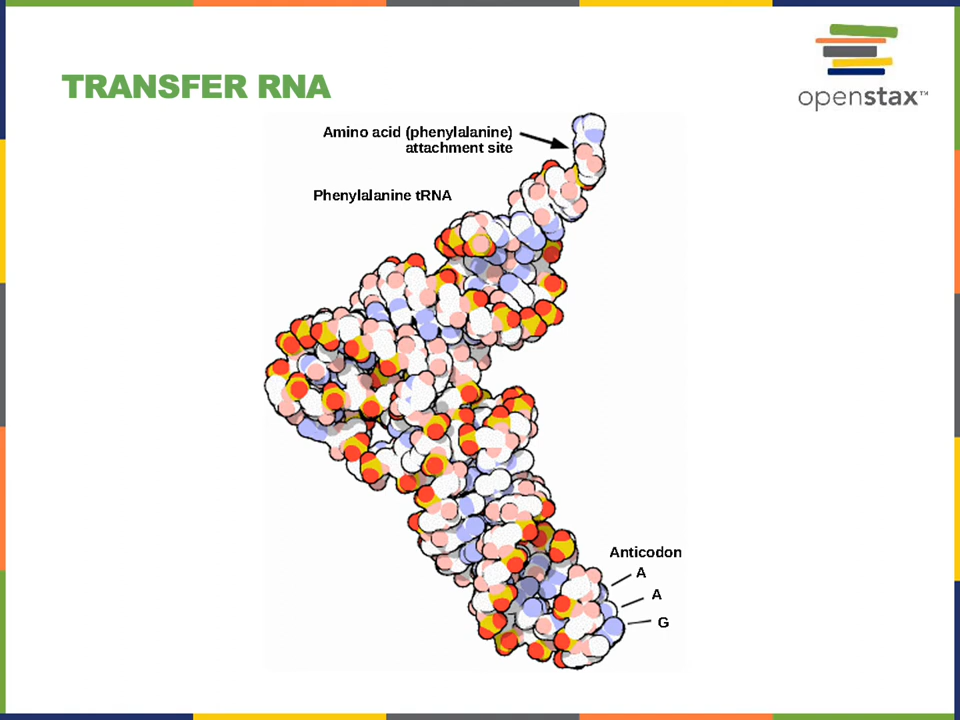 TRANSFER RNA
openstax™
Amino acid (phenylalanine)
attachment site
Phenylalanine tRNA
Anticodon
A
A
G